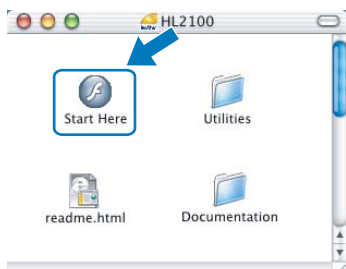 HL2100
Start Here
Utilities
readme.html
Documentation